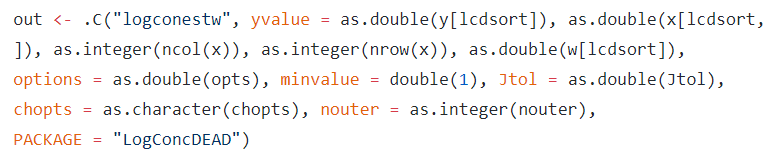 out <- .C("logconestw", yvalue = as.double(y[lcdsort]), as.double(x[lcdsort,
]), as.integer(ncol(x)), as.integer(nrow(x)), as.double(w[lcdsort]),
options = as.double(opts), minvalue = double(1), Jtol = as.double(Jtol),
chopts = as.character(chopts), nouter = as.integer(nouter),
PACKAGE = "LogConcDEAD")